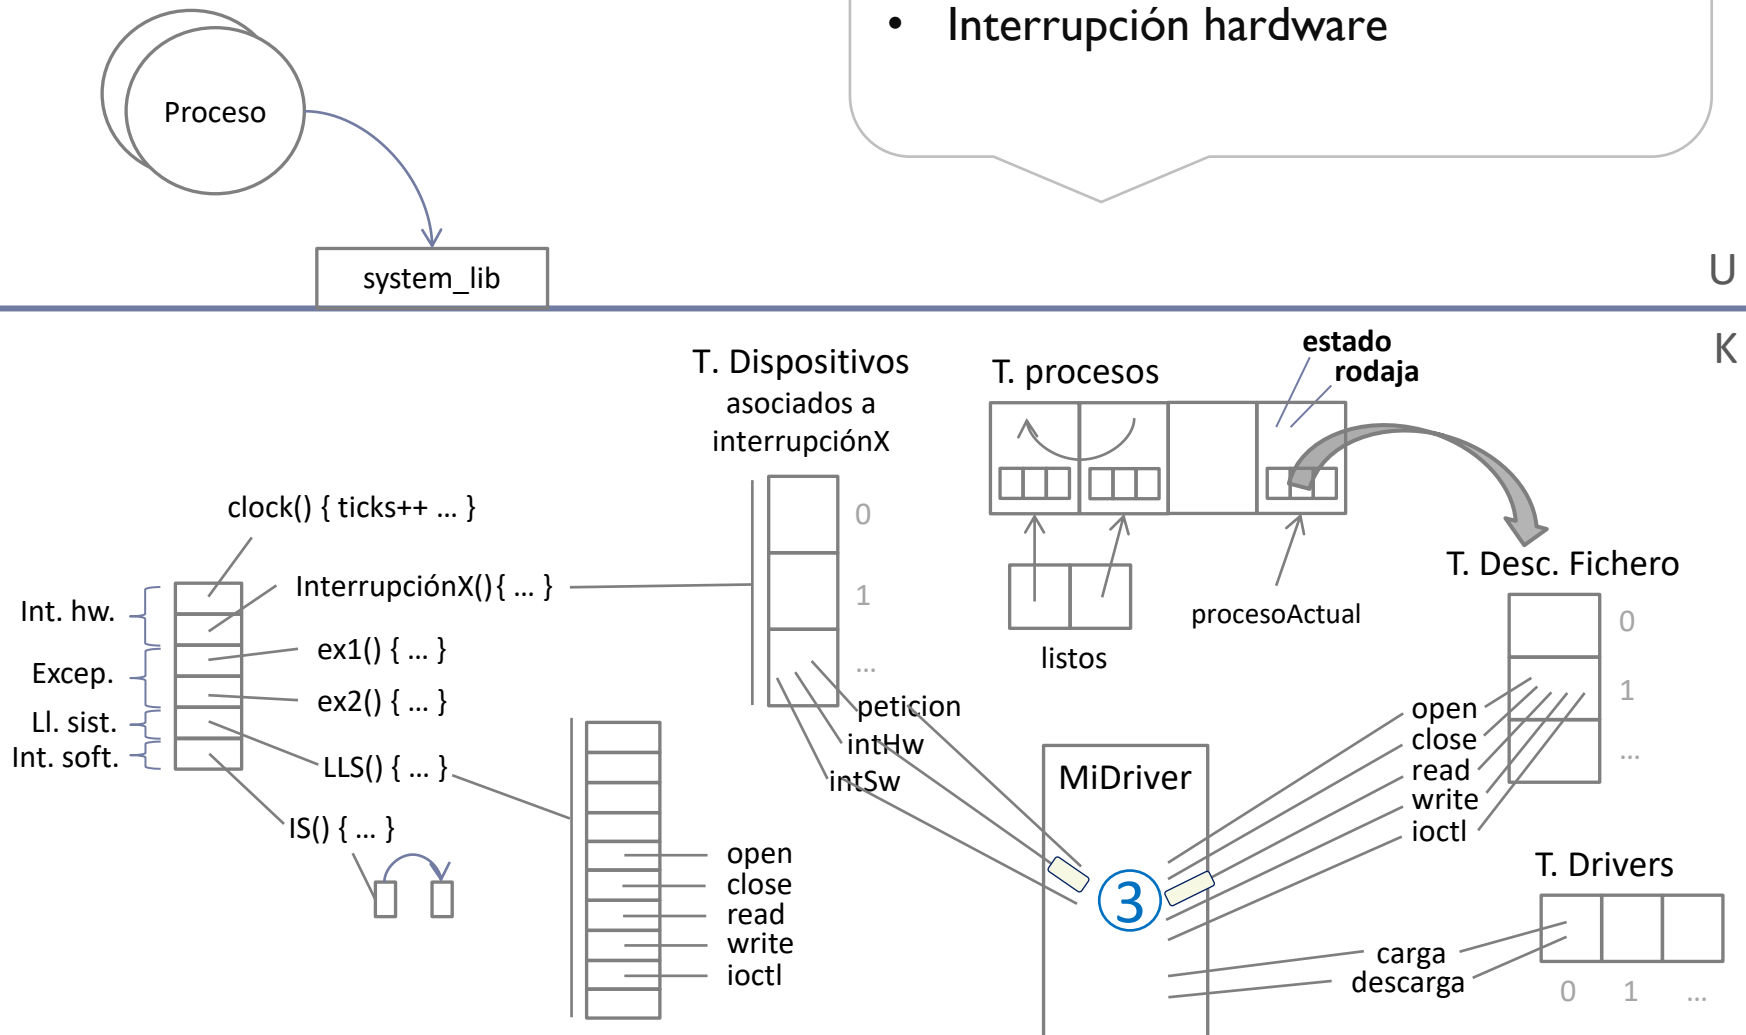 • Interrupción hardware
Proceso
system_lib
U
K
T. Dispositivos
asociados a
interrupciónX
T. procesos
estado
rodaja
clock() { ticks++ ... }
0
InterrupciónX(){ ... }
1
...
Int. hw.
Excep.
Ll. sist.
Int. soft.
ex1() { ... }
ex2() { ... }
LLS() { ... }
IS() { ... }
listos
procesoActual
T. Desc. Fichero
0
1
...
peticion
intHw
intSw
MiDriver
3
open
close
read
write
ioctl
open
close
read
write
ioctl
T. Drivers
carga
descarga
0 1 ...